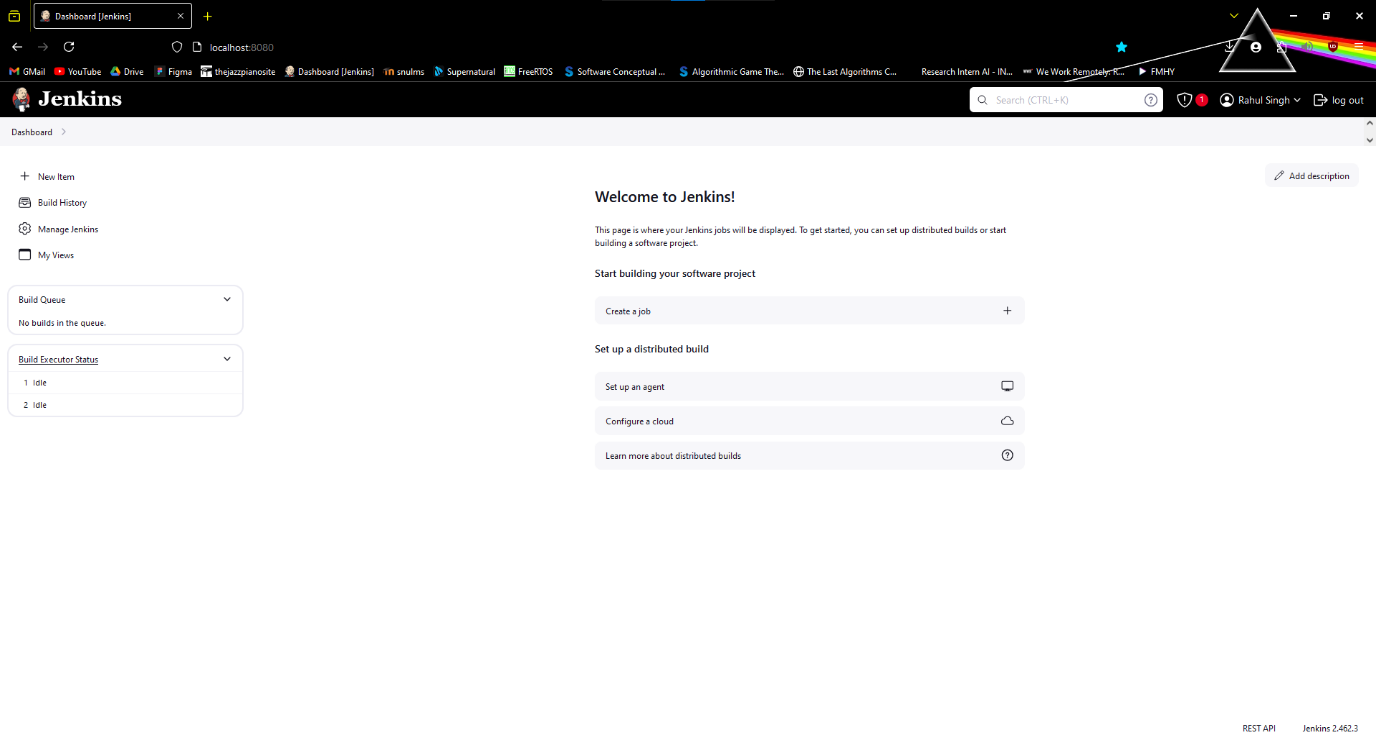 Dashboard [Jenkins]
localhost:8080
GMail YouTube Drive Figma thejazzpianosite Dashboard [Jenkins] snulms Supernatural FreeRTOS Software Conceptual ... Algorithmic Game The... The Last Algorithms C... Research Intern AI - IN... We Work Remotely: R... FMHY
Jenkins Search (CTRL+K) 1 Rahul Singh log out
Dashboard
Add description
New Item
Build History
Manage Jenkins
My Views
Build Queue
No builds in the queue.
Build Executor Status
1 Idle
2 Idle
Welcome to Jenkins!
This page is where your Jenkins jobs will be displayed. To get started, you can set up distributed builds or start
building a software project.
Start building your software project
Create a job
Set up a distributed build
Set up an agent
Configure a cloud
Learn more about distributed builds
REST API Jenkins 2.462.3